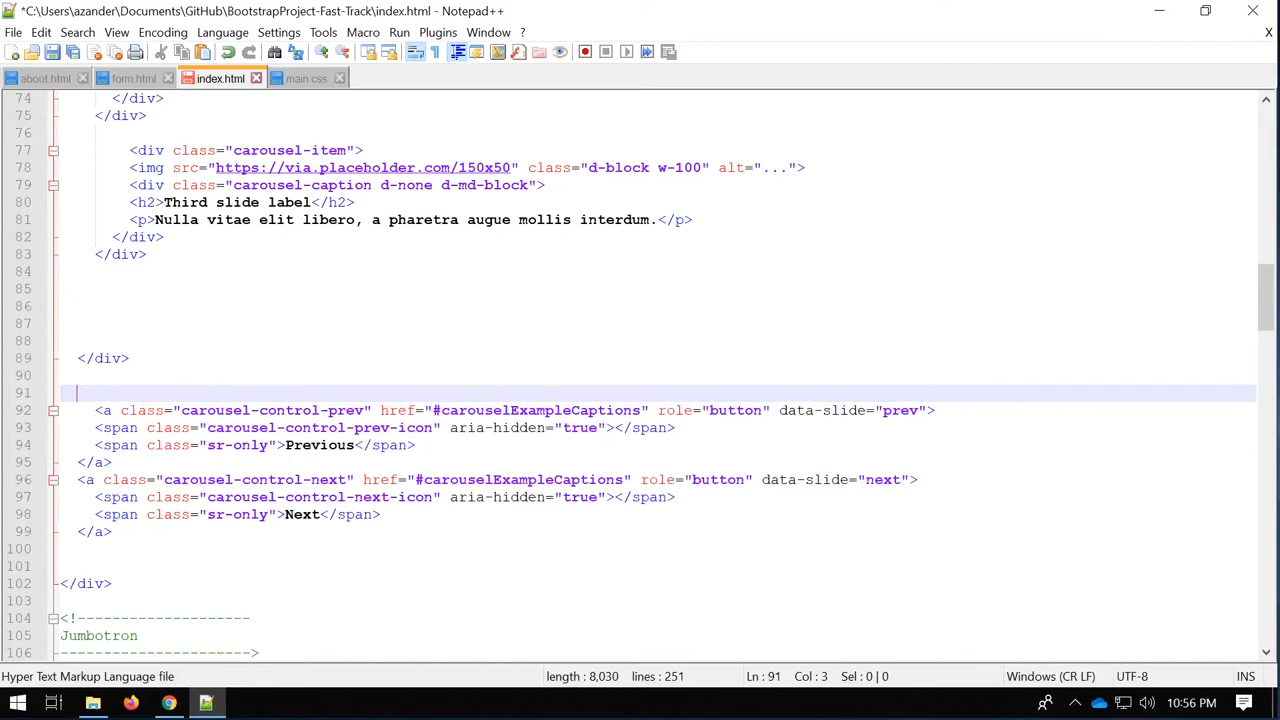 *C:\Users\azander\Documents\GitHub\BootstrapProject-Fast-Track\index.html - Notepad++
File Edit Search View Encoding Language Settings Tools Macro Run Plugins Window ? X
about.html form.html index.html main.css
74 </div>
75 </div>
76
77 <div class="carousel-item">
78 <img src="https://via.placeholder.com/150x50" class="d-block w-100" alt="...">
79 <div class="carousel-caption d-none d-md-block">
80 <h2>Third slide label</h2>
81 <p>Nulla vitae elit libero, a pharetra augue mollis interdum.</p>
82 </div>
83 </div>
84
85
86
87
88
89 </div>
90
91
92 <a class="carousel-control-prev" href="#carouselExampleCaptions" role="button" data-slide="prev">
93 <span class="carousel-control-prev-icon" aria-hidden="true"></span>
94 <span class="sr-only">Previous</span>
95 </a>
96 <a class="carousel-control-next" href="#carouselExampleCaptions" role="button" data-slide="next">
97 <span class="carousel-control-next-icon" aria-hidden="true"></span>
98 <span class="sr-only">Next</span>
99 </a>
100
101
102 </div>
103
104 <!--------------------
105 Jumbotron
106 ---------------------->
Hyper Text Markup Language file length : 8,030 lines : 251 Ln : 91 Col : 3 Sel : 0 | 0 Windows (CR LF) UTF-8 INS
10:56 PM